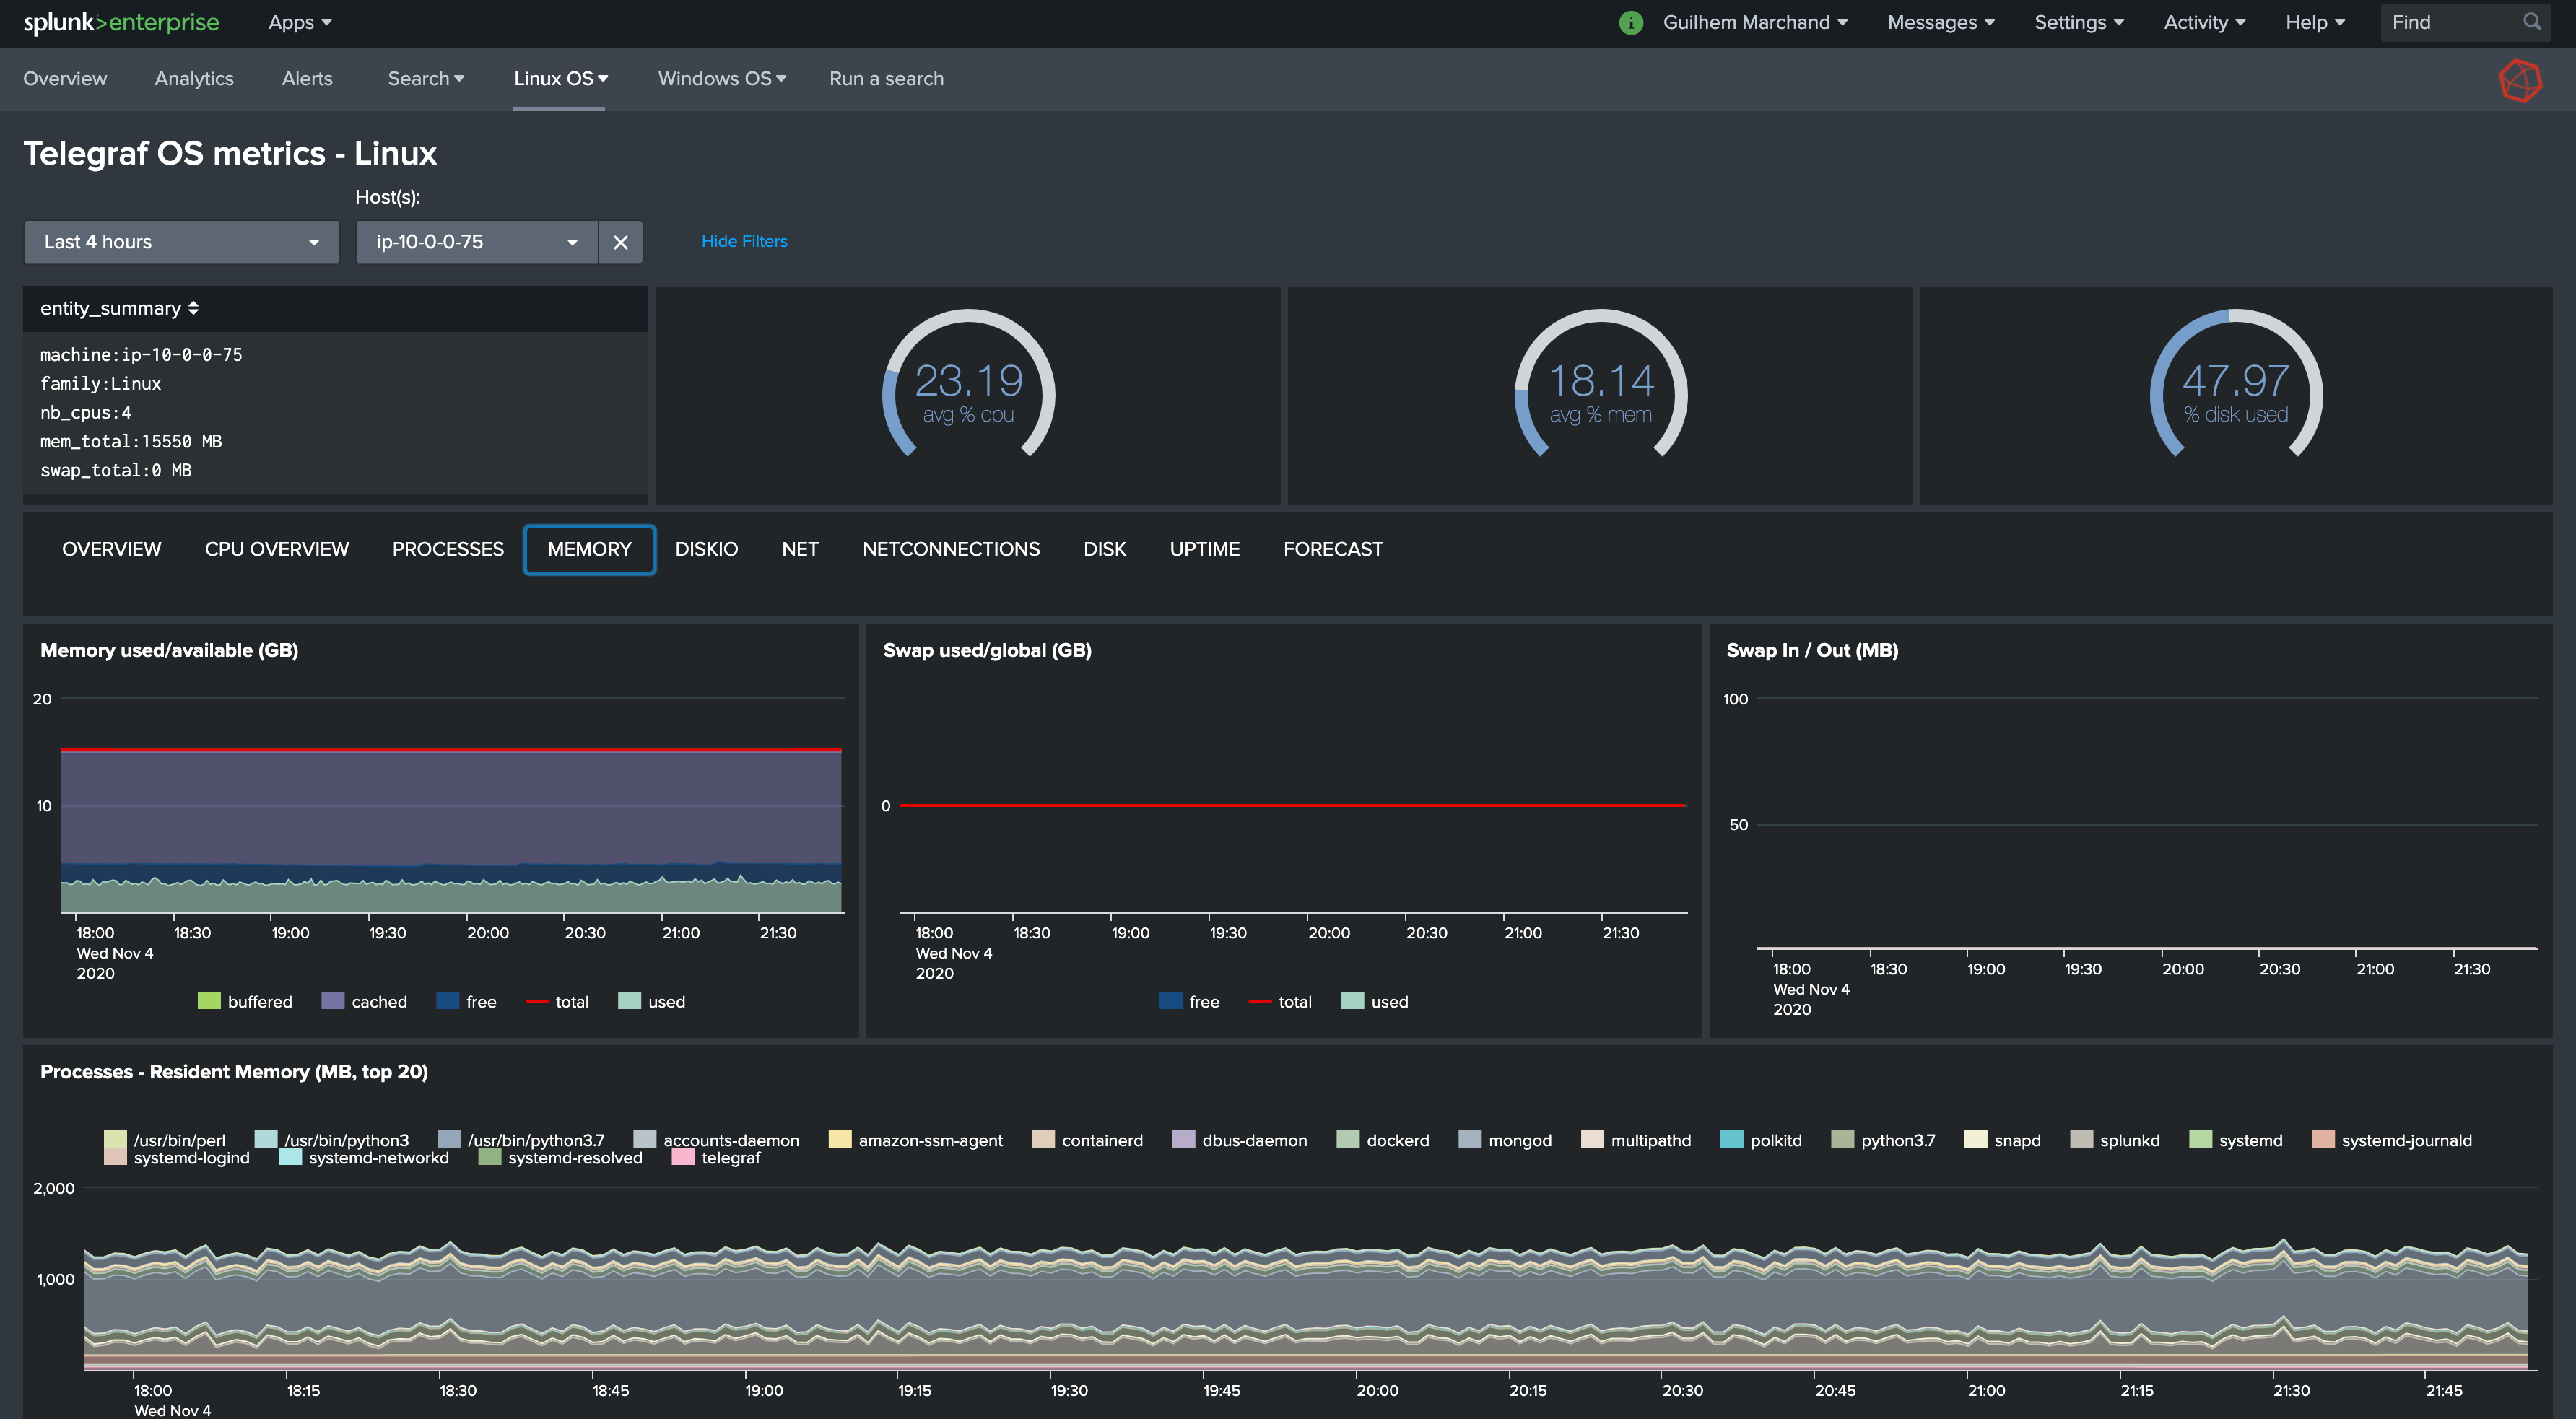 splunk>enterprise Apps i Guilhem Marchand Messages Settings Activity Help Find
Overview Analytics Alerts Search Linux OS Windows OS Run a search
Telegraf OS metrics - Linux
Host(s):
Last 4 hours ip-10-0-0-75 Hide Filters
entity_summary
machine:ip-10-0-0-75
family:Linux
nb_cpus:4
mem_total:15550 MB
swap_total:0 MB
23.19
avg % cpu
18.14
avg % mem
47.97
% disk used
OVERVIEW CPU OVERVIEW PROCESSES MEMORY DISKIO NET NETCONNECTIONS DISK UPTIME FORECAST
Memory used/available (GB)
20
10
18:00 18:30 19:00 19:30 20:00 20:30 21:00 21:30
Wed Nov 4
2020
buffered cached free total used
Swap used/global (GB)
0
18:00 18:30 19:00 19:30 20:00 20:30 21:00 21:30
Wed Nov 4
2020
free total used
Swap In / Out (MB)
100
50
18:00 18:30 19:00 19:30 20:00 20:30 21:00 21:30
Wed Nov 4
2020
Processes - Resident Memory (MB, top 20)
/usr/bin/perl /usr/bin/python3 /usr/bin/python3.7 accounts-daemon amazon-ssm-agent containerd dbus-daemon dockerd mongod multipathd polkitd python3.7 snapd splunkd systemd systemd-journald
systemd-logind systemd-networkd systemd-resolved telegraf
2,000
1,000
18:00 18:15 18:30 18:45 19:00 19:15 19:30 19:45 20:00 20:15 20:30 20:45 21:00 21:15 21:30 21:45
Wed Nov 4